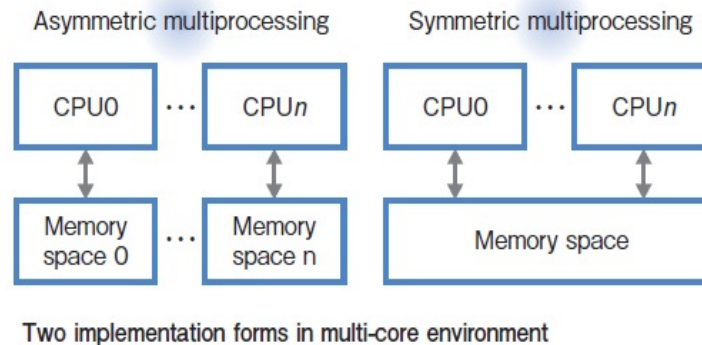 Asymmetric multiprocessing
Symmetric multiprocessing
CPU0 ... CPUn
CPU0 ... CPUn
Memory space 0 ... Memory space n
Memory space
Two implementation forms in multi-core environment